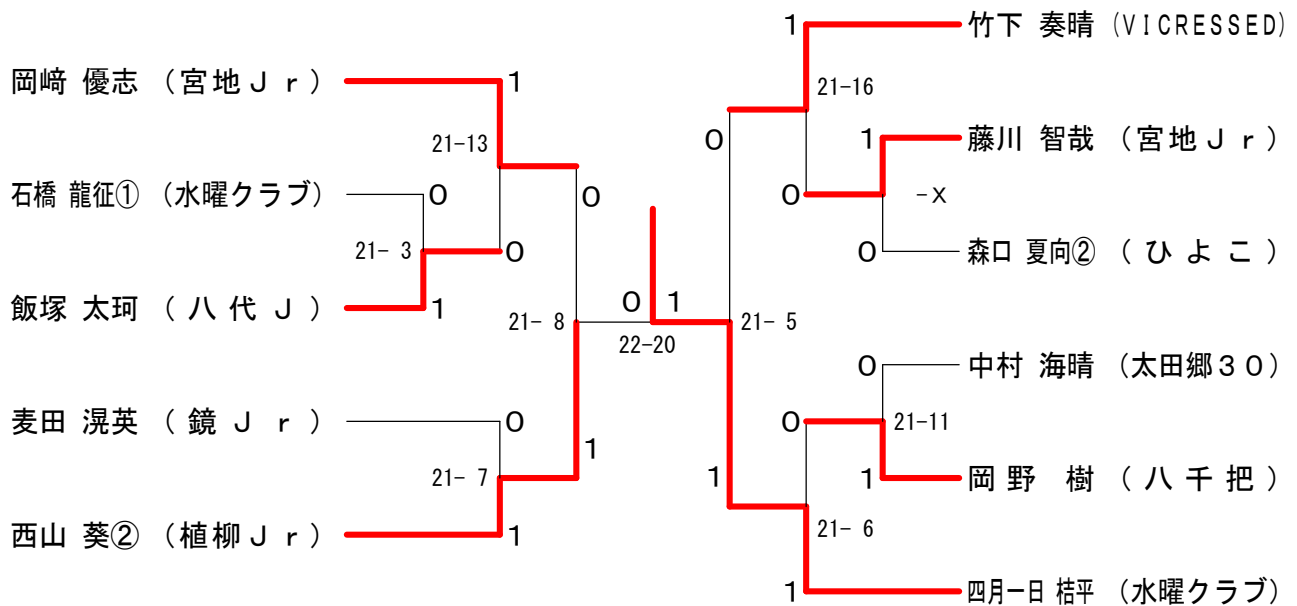 1 竹下 奏晴 (VICRESSED)
岡﨑 優志 (宮地Jr) 1
21-16
21-13
0
1 藤川 智哉 (宮地Jr)
石橋 龍征① (水曜クラブ) 0
0
0
-X
21- 3
0
0 森口 夏向② (ひよこ)
飯塚 太珂 (八代J) 1
0
1
21- 8
21- 5
22-20
0 中村 海晴 (太田郷30)
麦田 滉英 (鏡Jr) 0
0
21-11
1
21- 7
1
1 岡野 樹 (八千把)
西山 葵② (植柳Jr) 1
21- 6
1 四月一日 桔平 (水曜クラブ)